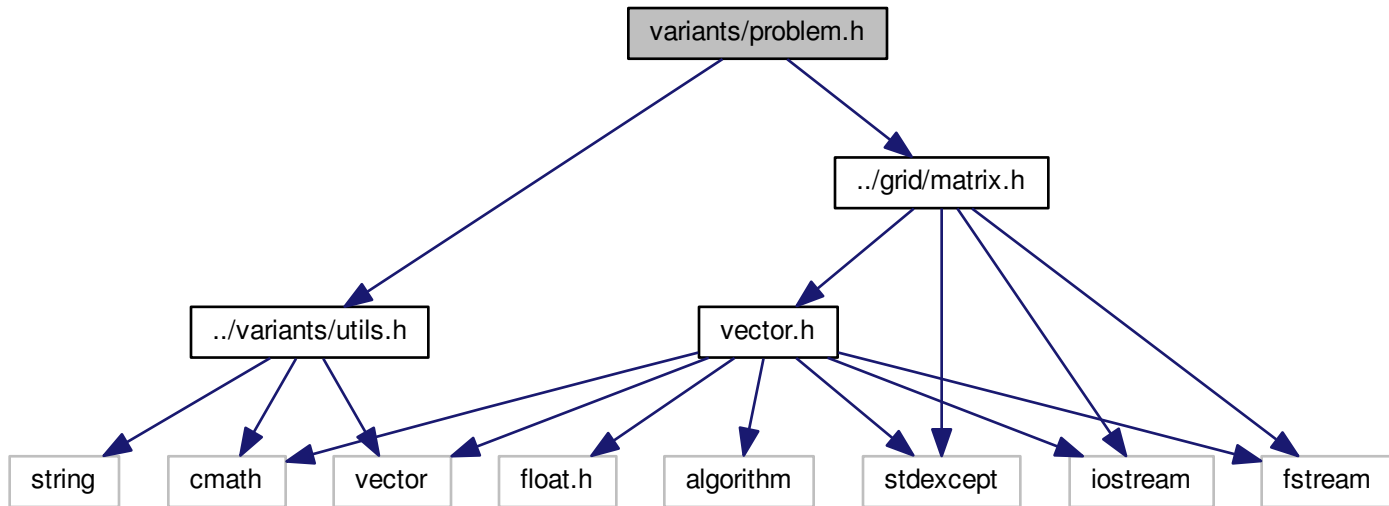 variants/problem.h
../grid/matrix.h
../variants/utils.h
vector.h
string
cmath
vector
float.h
algorithm
stdexcept
iostream
fstream